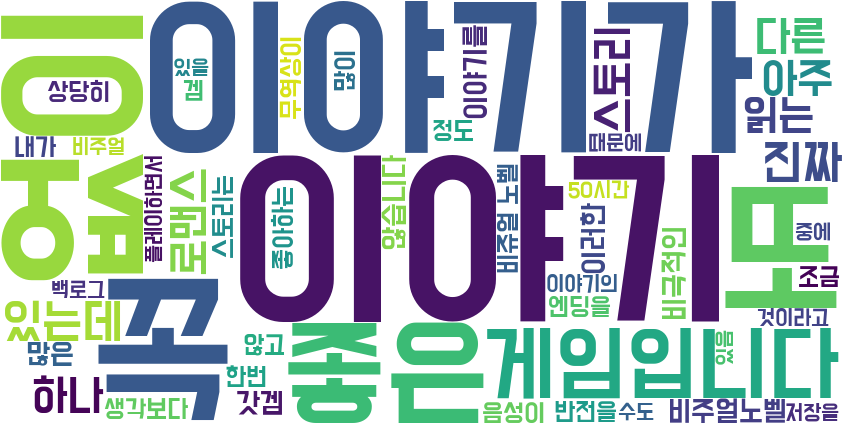 이야기가
없이
이야기
꼭
좋은
게임입니다
또
있을
겜
상당히
무역상이
많이
이야기를
정도
스토리
때문에
다른
아주
읽는
진짜
내가
비주얼
플레이하면서
로맨스
스토리는
좋아하는
않습니다
비쥬얼 노벨
50시간
이러한
이야기의
엔딩을
비극적인
중에
조금
것이라고
백로그
있는데
많은
하나
생각보다
않고
한번
갓겜
음성이
반전을
수도
있음
비쥬얼노벨
저장을